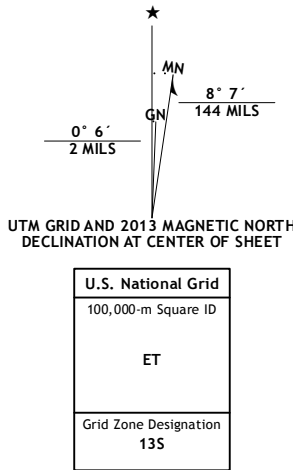 ★
MN
GN
8° 7´
144 MILS
0° 6´
2 MILS
UTM GRID AND 2013 MAGNETIC NORTH
DECLINATION AT CENTER OF SHEET
U.S. National Grid
100,000-m Square ID
ET
Grid Zone Designation
13S